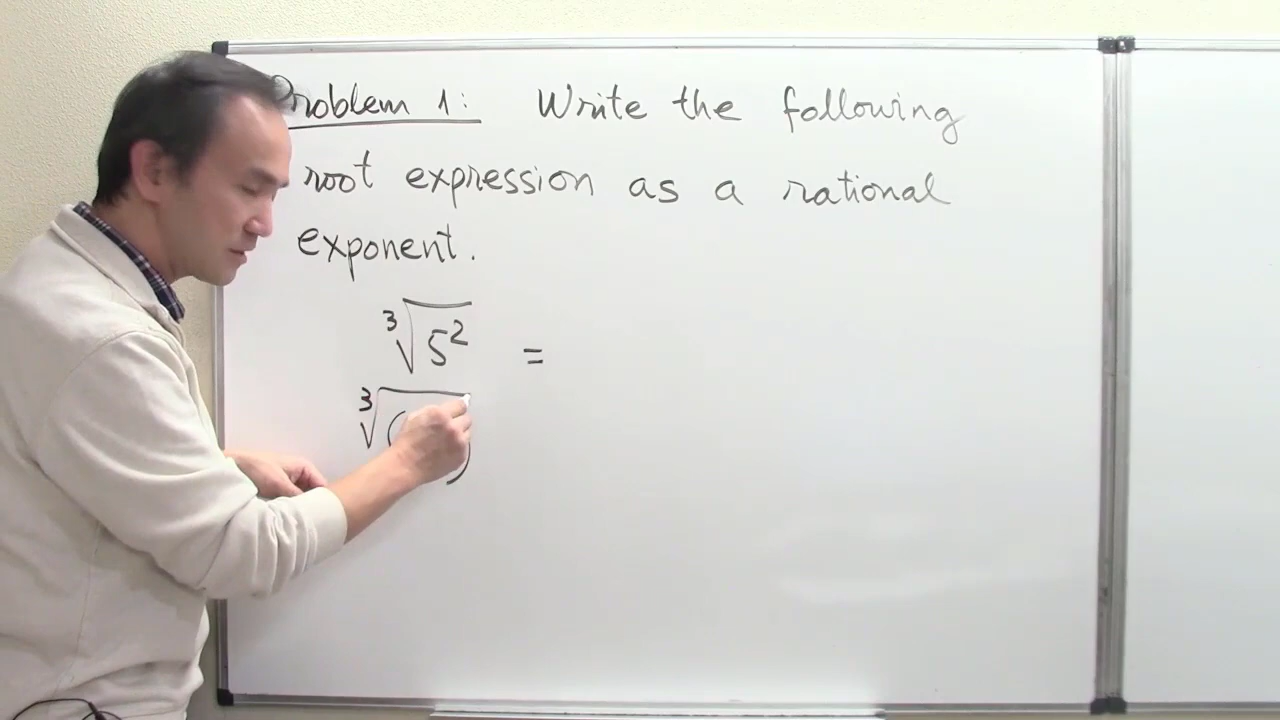 Problem 1: Write the following
root expression as a rational
exponent.
∛5² =
∛( )